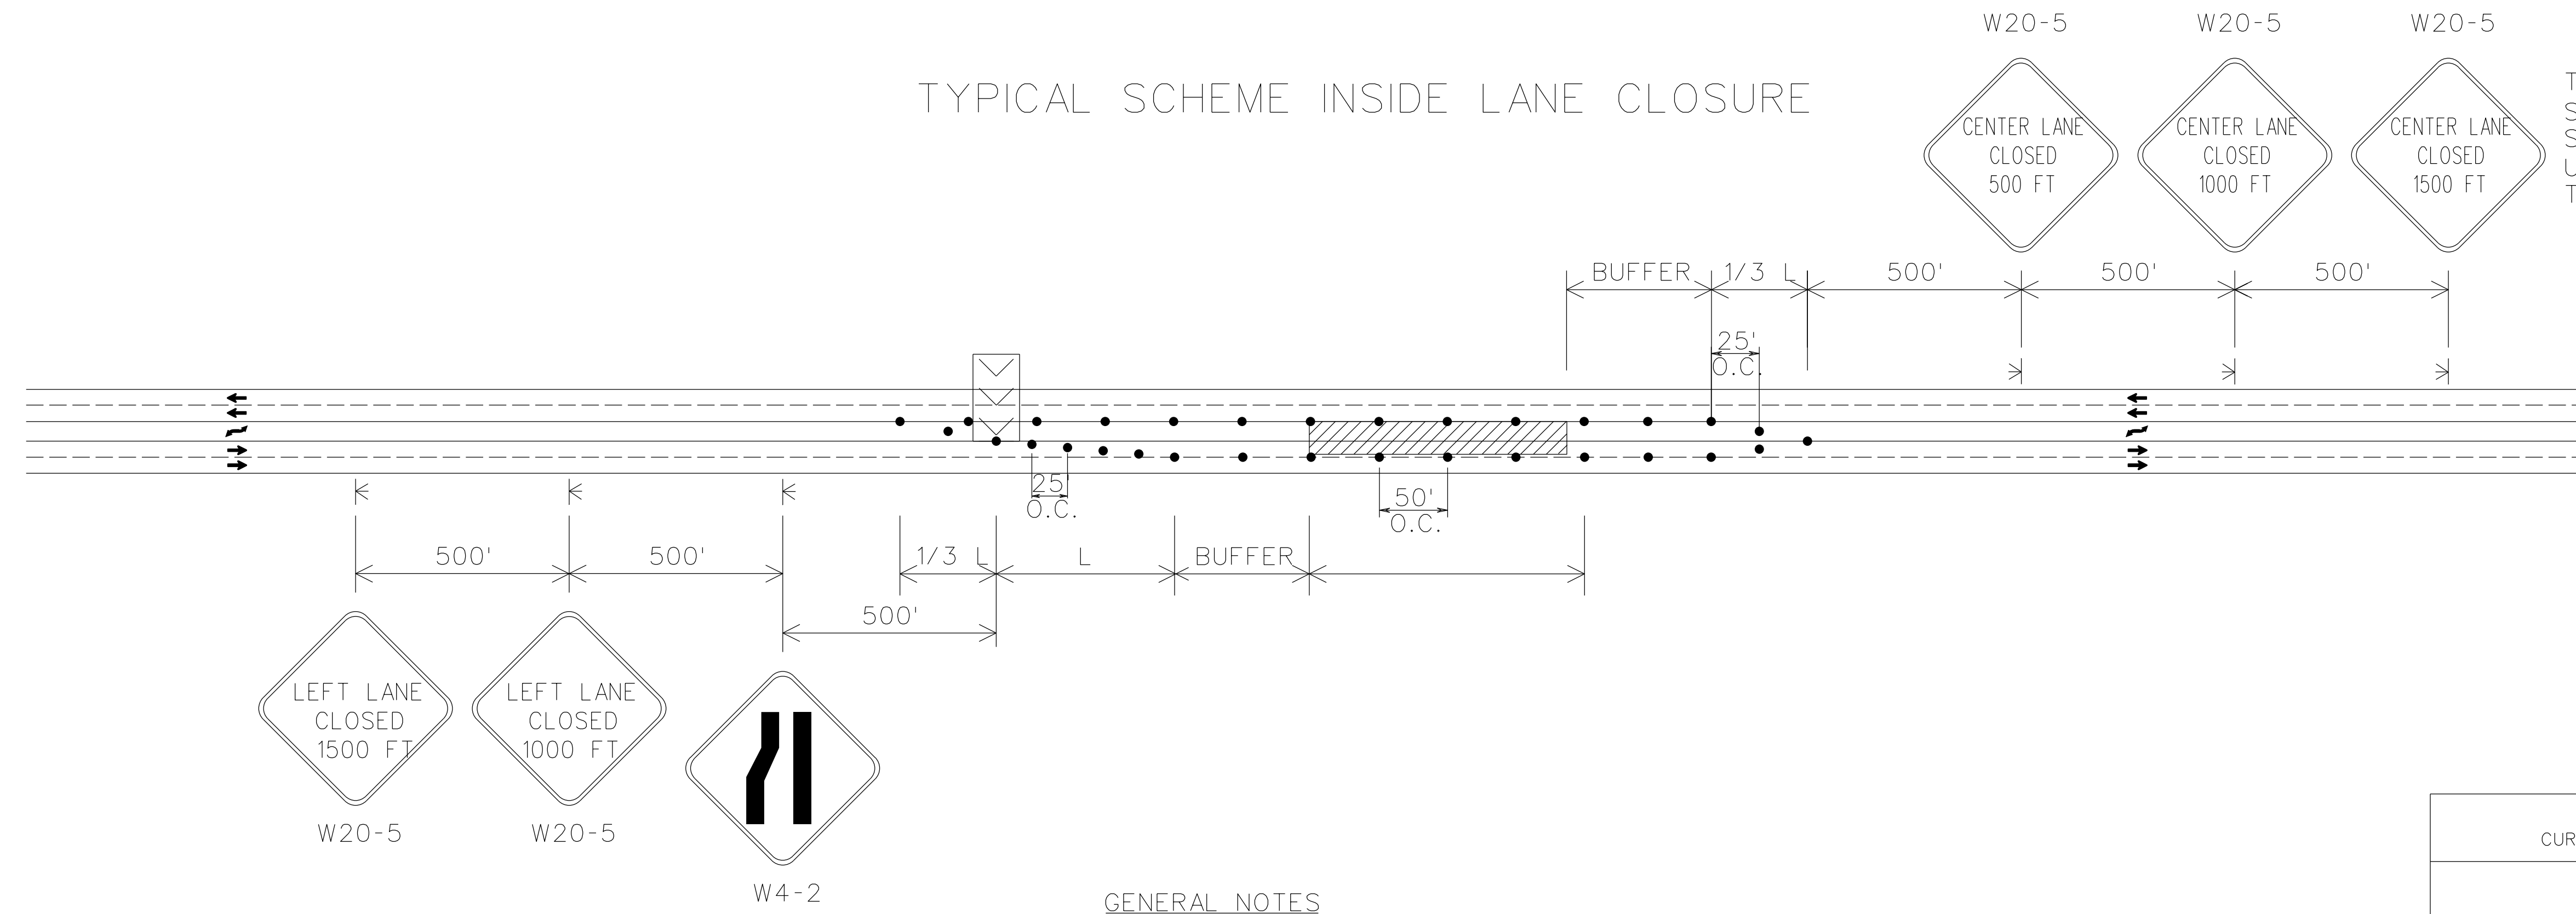 W20-5
W20-5
W20-5
TYPICAL SCHEME INSIDE LANE CLOSURE
CENTER LANE
CLOSED
500 FT
CENTER LANE
CLOSED
1000 FT
CENTER LANE
CLOSED
1500 FT
BUFFER
1/3 L
500'
500'
500'
25'
O.C.
25'
O.C.
50'
O.C.
500'
500'
1/3 L
L
BUFFER
500'
LEFT LANE
CLOSED
1500 FT
LEFT LANE
CLOSED
1000 FT
W20-5
W20-5
W4-2
GENERAL NOTES
CUR